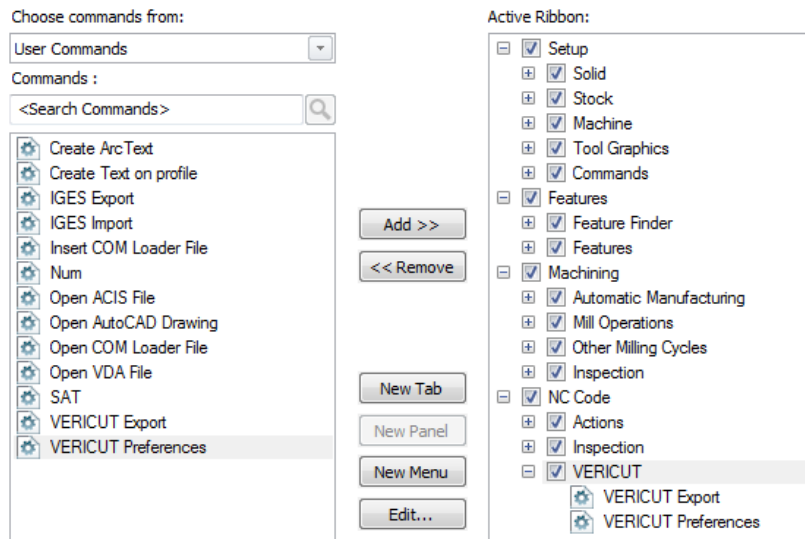 Choose commands from:
User Commands
Commands :
<Search Commands>
Create ArcText
Create Text on profile
IGES Export
IGES Import
Insert COM Loader File
Num
Open ACIS File
Open AutoCAD Drawing
Open COM Loader File
Open VDA File
SAT
VERICUT Export
VERICUT Preferences
Add >>
<< Remove
New Tab
New Panel
New Menu
Edit...
Active Ribbon:
Setup
Solid
Stock
Machine
Tool Graphics
Commands
Features
Feature Finder
Features
Machining
Automatic Manufacturing
Mill Operations
Other Milling Cycles
Inspection
NC Code
Actions
Inspection
VERICUT
VERICUT Export
VERICUT Preferences